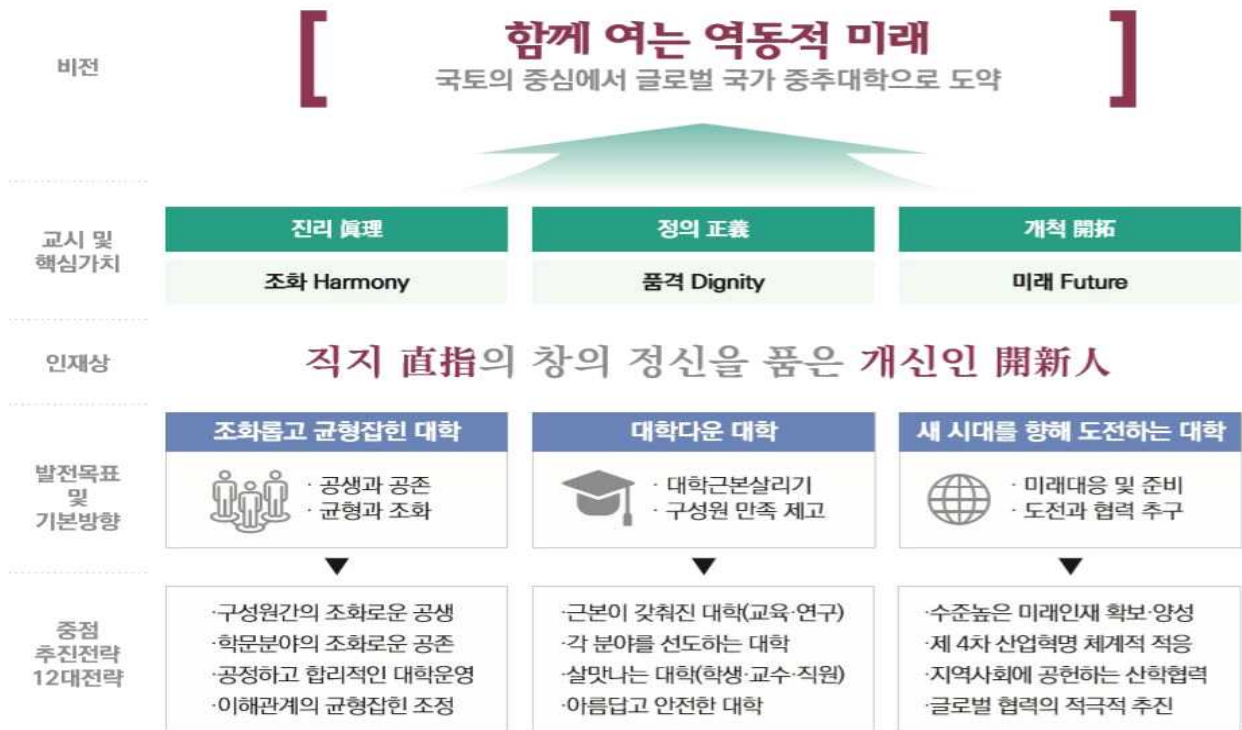 비전
함께 여는 역동적 미래
국토의 중심에서 글로벌 국가 중추대학으로 도약
교시 및
핵심가치
진리 眞理
정의 正義
개척 開拓
조화 Harmony
품격 Dignity
미래 Future
인재상
직지 直指의 창의 정신을 품은 개신인 開新人
발전목표
및
기본방향
조화롭고 균형잡힌 대학
· 공생과 공존
· 균형과 조화
대학다운 대학
· 대학근본살리기
· 구성원 만족 제고
새 시대를 향해 도전하는 대학
· 미래대응 및 준비
· 도전과 협력 추구
중점
추진전략
12대전략
·구성원간의 조화로운 공생
·학문분야의 조화로운 공존
·공정하고 합리적인 대학운영
·이해관계의 균형잡힌 조정
·근본이 갖춰진 대학(교육·연구)
·각 분야를 선도하는 대학
·살맛나는 대학(학생·교수·직원)
·아름답고 안전한 대학
·수준높은 미래인재 확보·양성
·제 4차 산업혁명 체계적 적응
·지역사회에 공헌하는 산학협력
·글로벌 협력의 적극적 추진